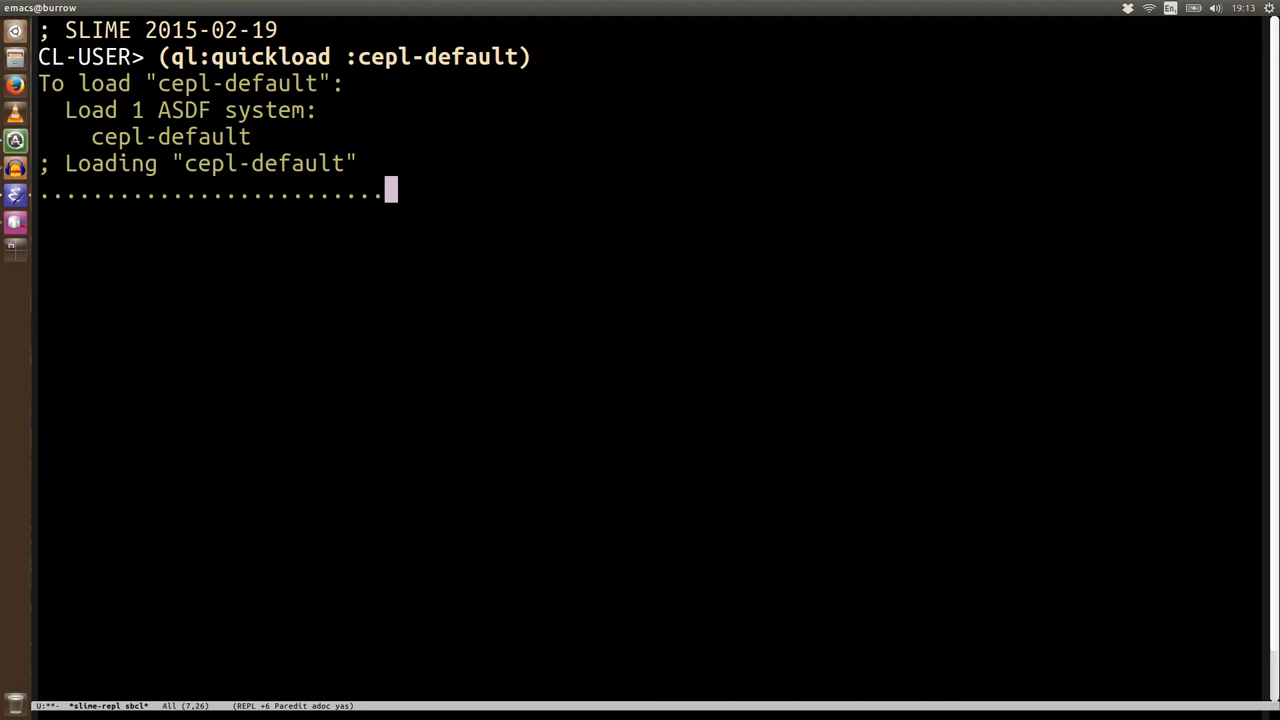 emacs@burrow
En
19:13
; SLIME 2015-02-19
CL-USER> (ql:quickload :cepl-default)
To load "cepl-default":
  Load 1 ASDF system:
    cepl-default
; Loading "cepl-default"
..........................
U:**-  *slime-repl sbcl*   All (7,26)     (REPL +6 Paredit adoc yas)